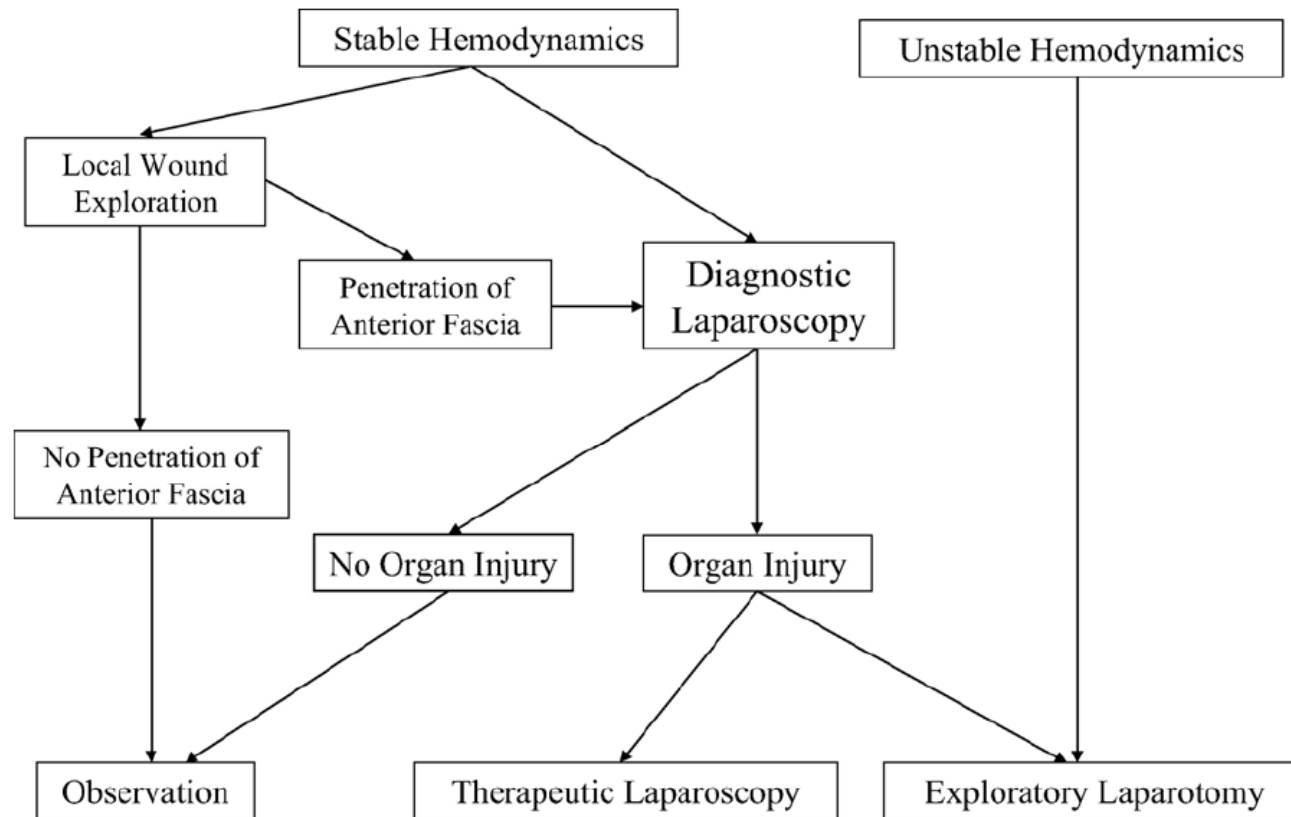 Stable Hemodynamics
Unstable Hemodynamics
Local Wound
Exploration
Penetration of
Anterior Fascia
Diagnostic
Laparoscopy
No Penetration of
Anterior Fascia
No Organ Injury
Organ Injury
Observation
Therapeutic Laparoscopy
Exploratory Laparotomy